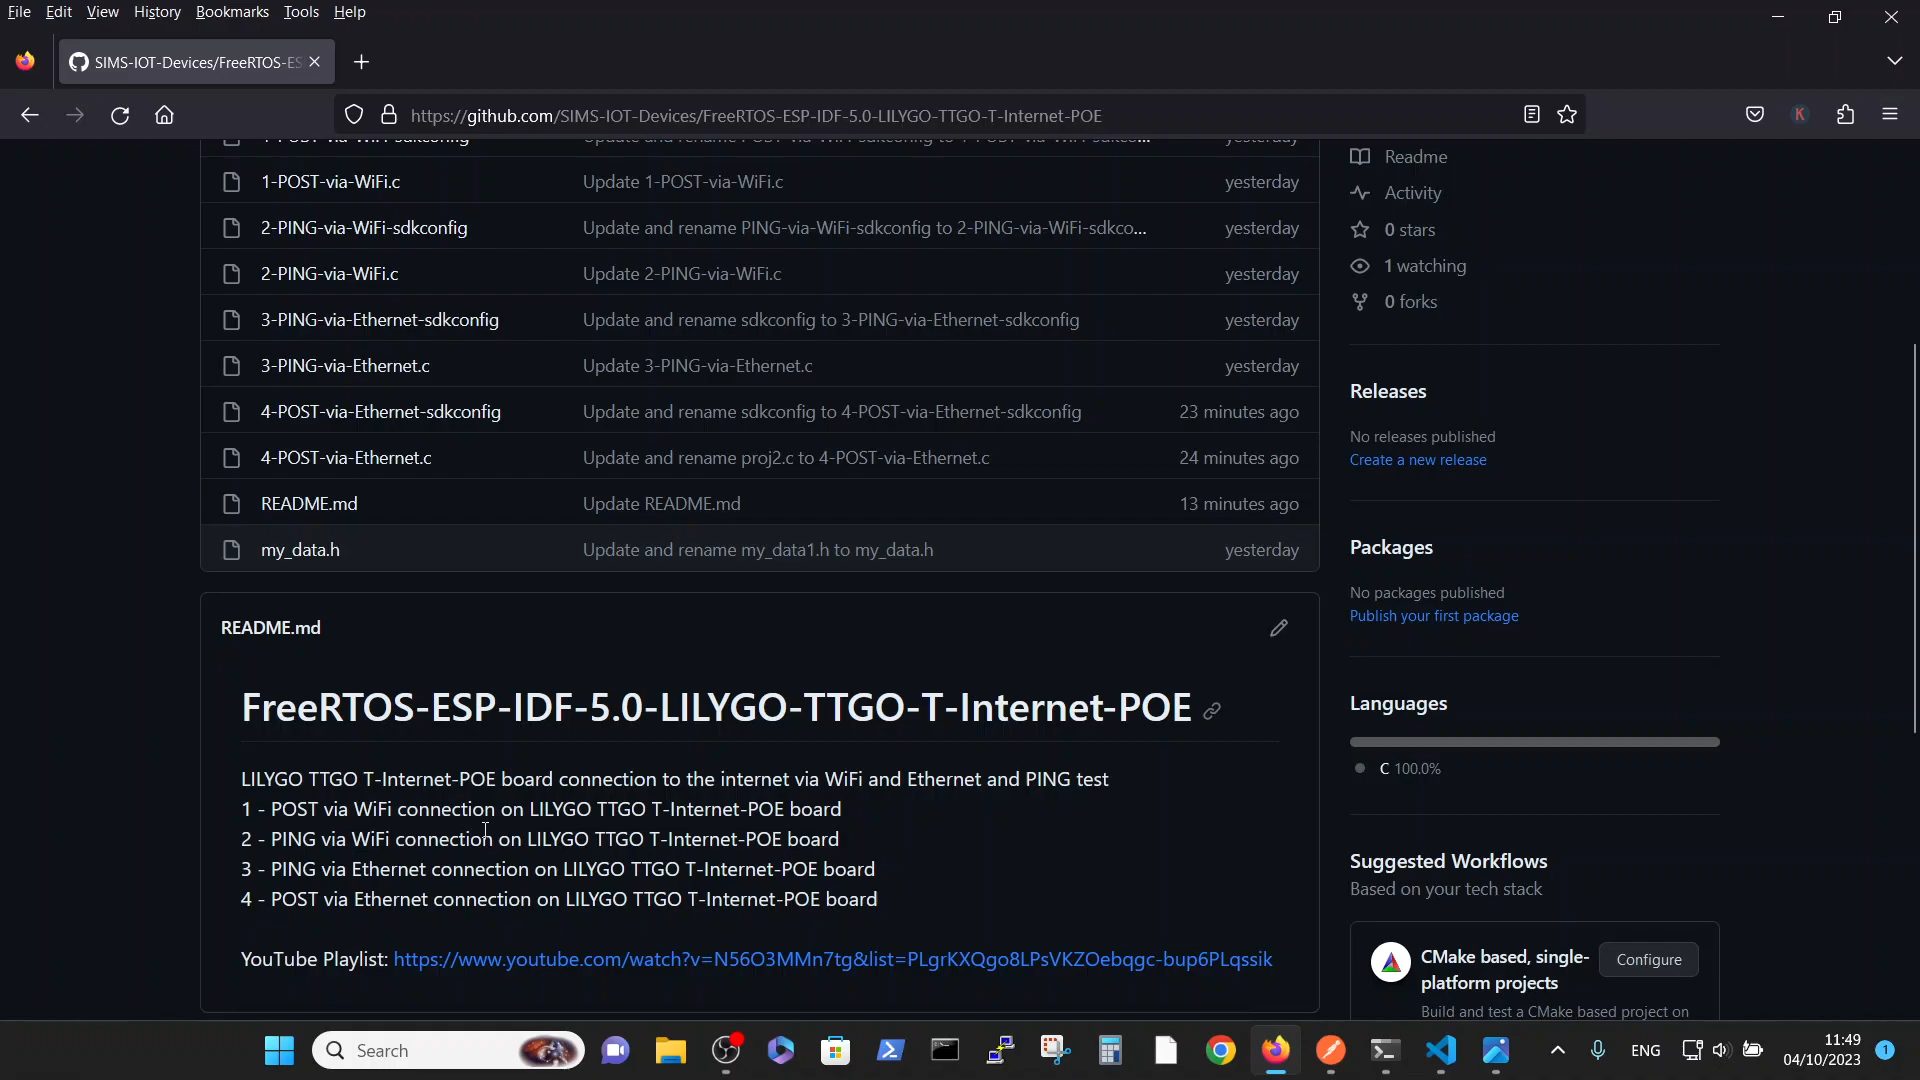 File Edit View History Bookmarks Tools Help
SIMS-IOT-Devices/FreeRTOS-ES
https://github.com/SIMS-IOT-Devices/FreeRTOS-ESP-IDF-5.0-LILYGO-TTGO-T-Internet-POE
K
1-POST-via-WiFi.c Update 1-POST-via-WiFi.c yesterday
2-PING-via-WiFi-sdkconfig Update and rename PING-via-WiFi-sdkconfig to 2-PING-via-WiFi-sdkco... yesterday
2-PING-via-WiFi.c Update 2-PING-via-WiFi.c yesterday
3-PING-via-Ethernet-sdkconfig Update and rename sdkconfig to 3-PING-via-Ethernet-sdkconfig yesterday
3-PING-via-Ethernet.c Update 3-PING-via-Ethernet.c yesterday
4-POST-via-Ethernet-sdkconfig Update and rename sdkconfig to 4-POST-via-Ethernet-sdkconfig 23 minutes ago
4-POST-via-Ethernet.c Update and rename proj2.c to 4-POST-via-Ethernet.c 24 minutes ago
README.md Update README.md 13 minutes ago
my_data.h Update and rename my_data1.h to my_data.h yesterday
README.md
FreeRTOS-ESP-IDF-5.0-LILYGO-TTGO-T-Internet-POE
LILYGO TTGO T-Internet-POE board connection to the internet via WiFi and Ethernet and PING test
1 - POST via WiFi connection on LILYGO TTGO T-Internet-POE board
2 - PING via WiFi connection on LILYGO TTGO T-Internet-POE board
3 - PING via Ethernet connection on LILYGO TTGO T-Internet-POE board
4 - POST via Ethernet connection on LILYGO TTGO T-Internet-POE board
YouTube Playlist: https://www.youtube.com/watch?v=N56O3MMn7tg&list=PLgrKXQgo8LPsVKZOebqgc-bup6PLqssik
Readme
Activity
0 stars
1 watching
0 forks
Releases
No releases published
Create a new release
Packages
No packages published
Publish your first package
Languages
C 100.0%
Suggested Workflows
Based on your tech stack
CMake based, single-
platform projects
Configure
Build and test a CMake based project on
Search
ENG
11:49
04/10/2023
1